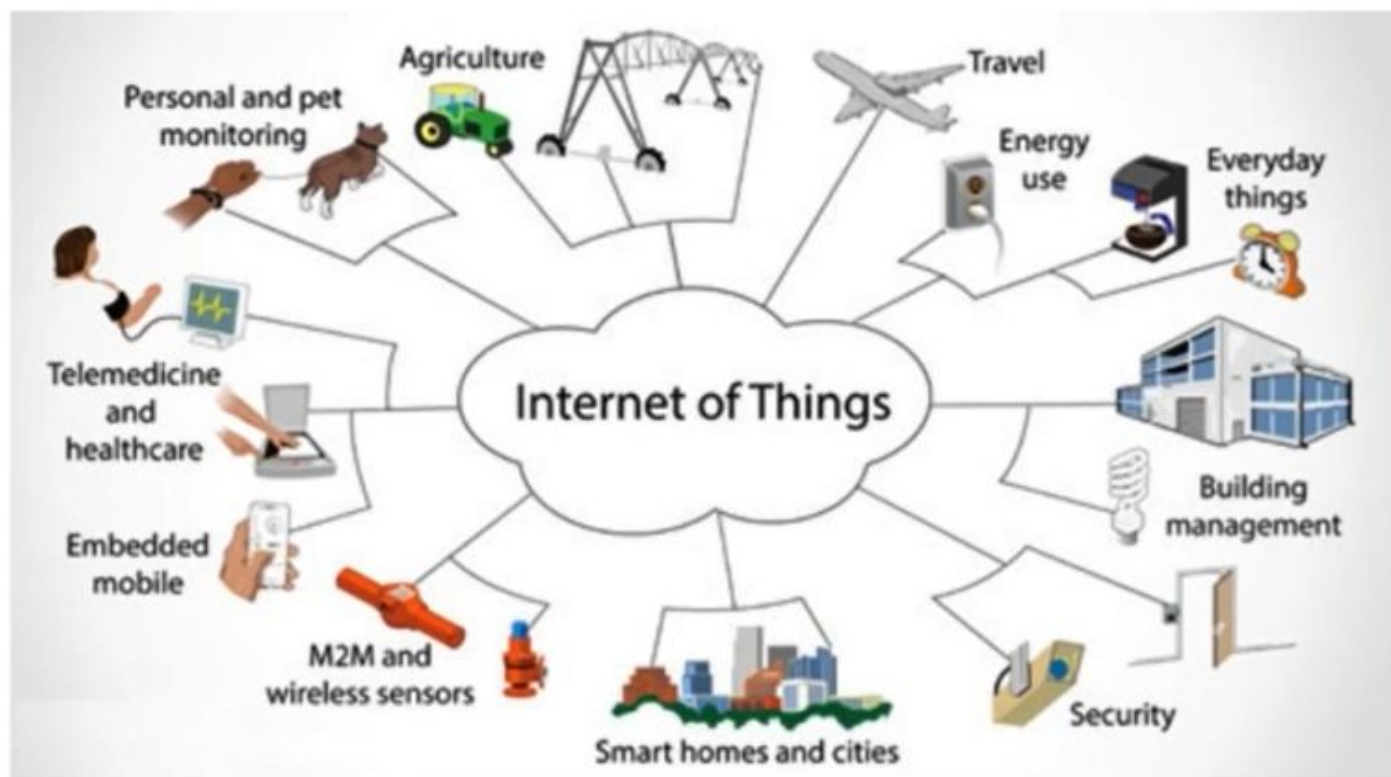 Agriculture
Travel
Personal and pet
monitoring
Energy
use
Everyday
things
Internet of Things
Telemedicine
and
healthcare
Building
management
Embedded
mobile
M2M and
wireless sensors
Security
Smart homes and cities